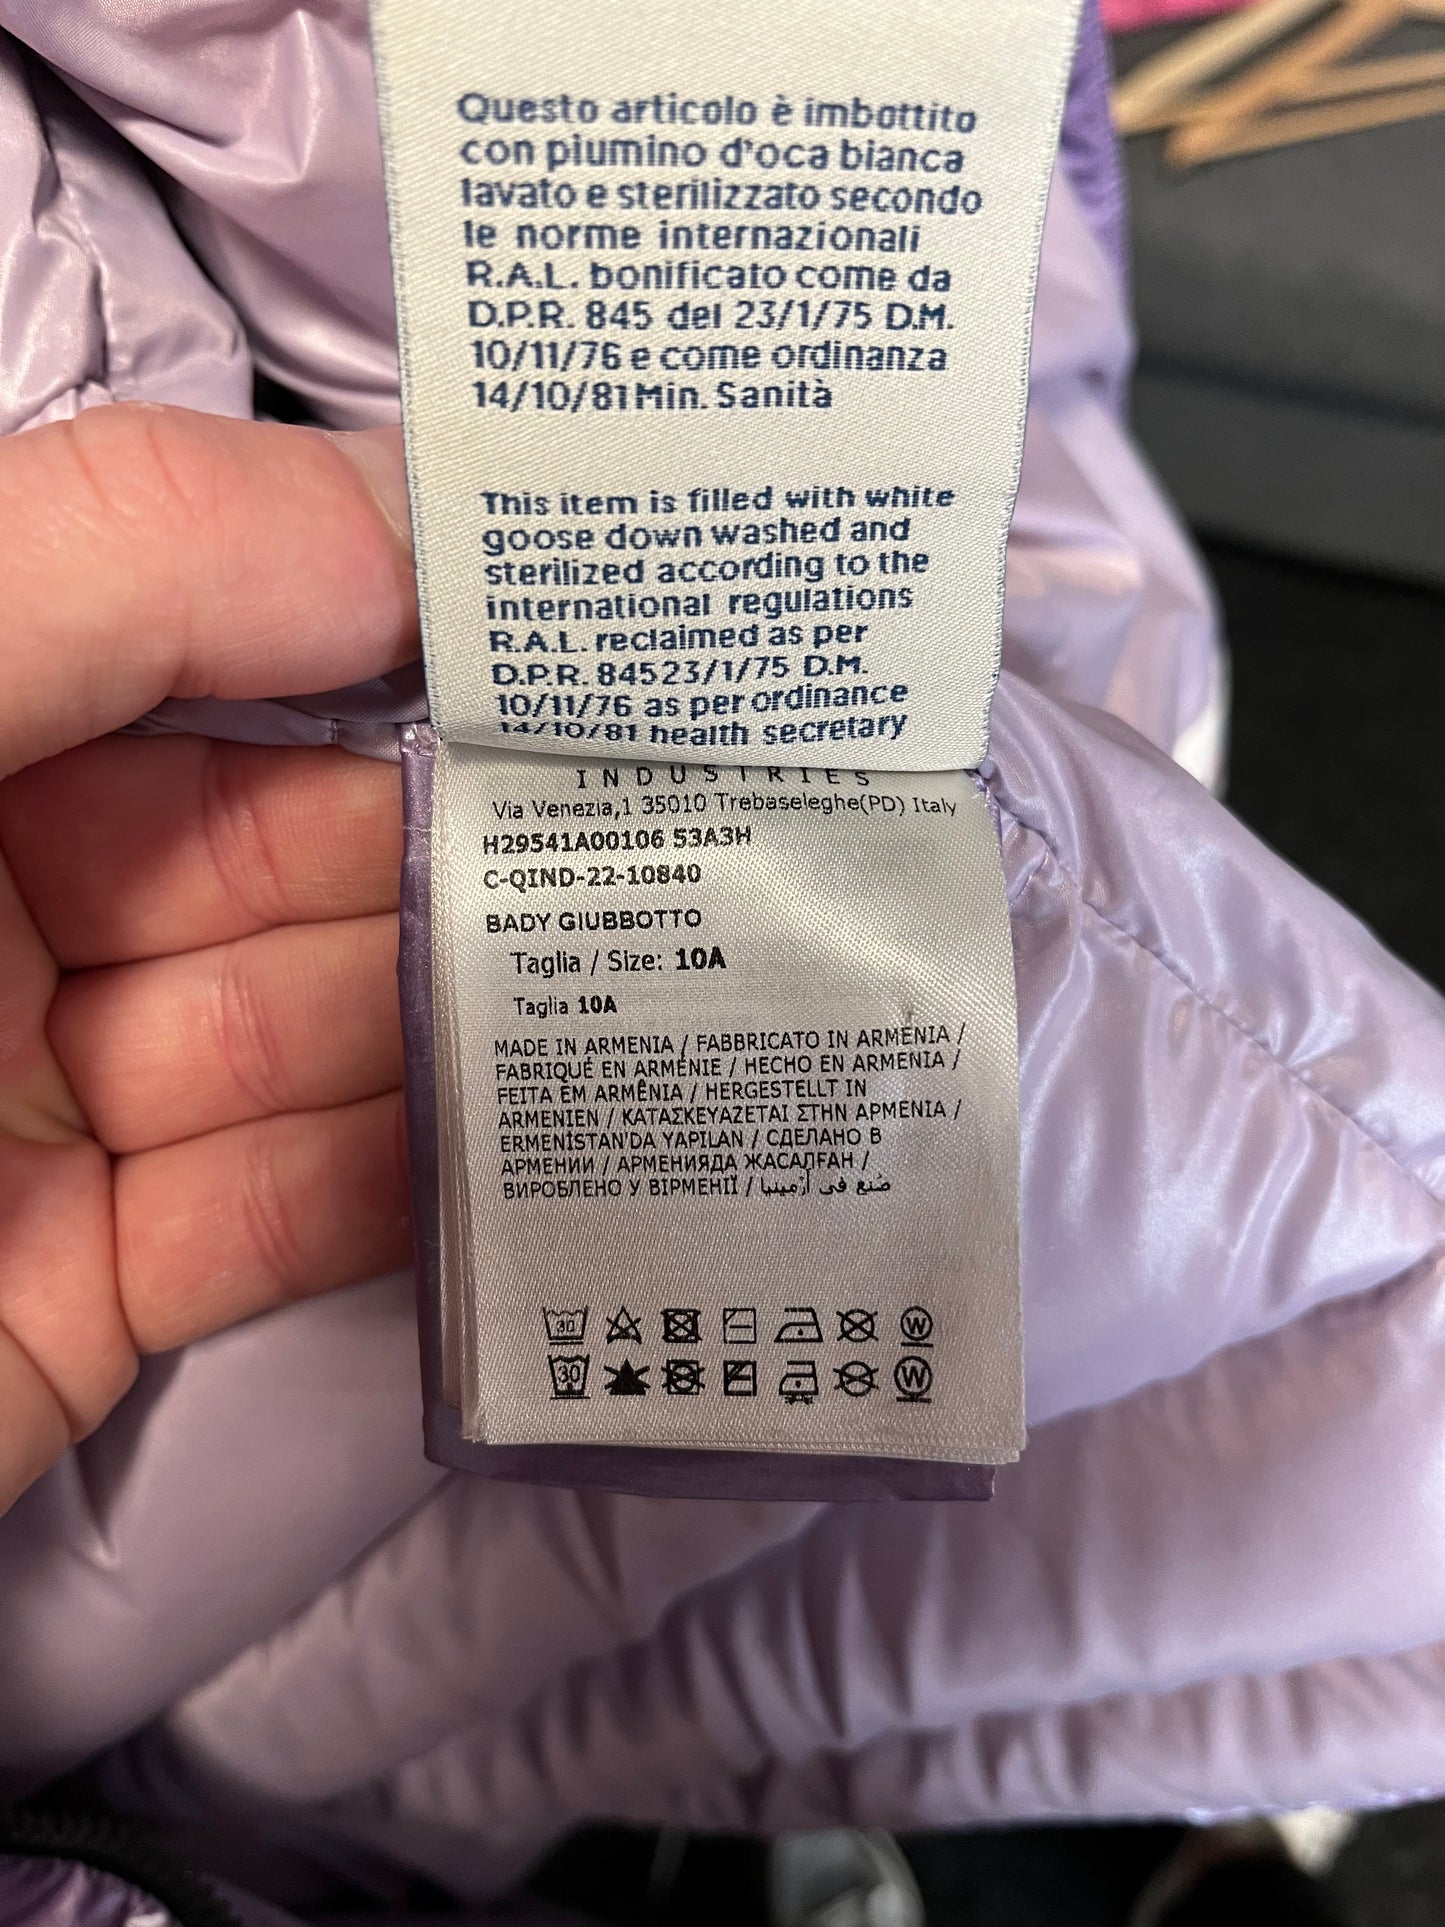 Questo articolo è imbottito
con piumino d'oca bianca
lavato e sterilizzato secondo
le norme internazionali
R.A.L. bonificato come da
D.P.R. 845 del 23/1/75 D.M.
10/11/76 e come ordinanza
14/10/81 Min. Sanità
This item is filled with white
goose down washed and
sterilized according to the
international regulations
R.A.L. reclaimed as per
D.P.R. 845 23/1/75 D.M.
10/11/76 as per ordinance
14/10/81 health secretary
INDUSTRIES
Via Venezia,1 35010 Trebaseleghe(PD) Italy
H29541A00106 53A3H
C-QIND-22-10840
BADY GIUBBOTTO
Taglia / Size: 10A
Taglia 10A
MADE IN ARMENIA / FABBRICATO IN ARMENIA /
FABRIQUÉ EN ARMÉNIE / HECHO EN ARMENIA /
FEITA EM ARMÊNIA / HERGESTELLT IN
ARMENIEN / ΚΑΤΑΣΚΕΥΑΖΕΤΑΙ ΣΤΗΝ ΑΡΜΕΝΙΑ /
ERMENİSTAN'DA YAPILAN / СДЕЛАНО В
АРМЕНИИ / АРМЕНИЯДА ЖАСАЛҒАН /
ВИРОБЛЕНО У ВІРМЕНІЇ / صُنع في أرمينيا
30 W
30 W